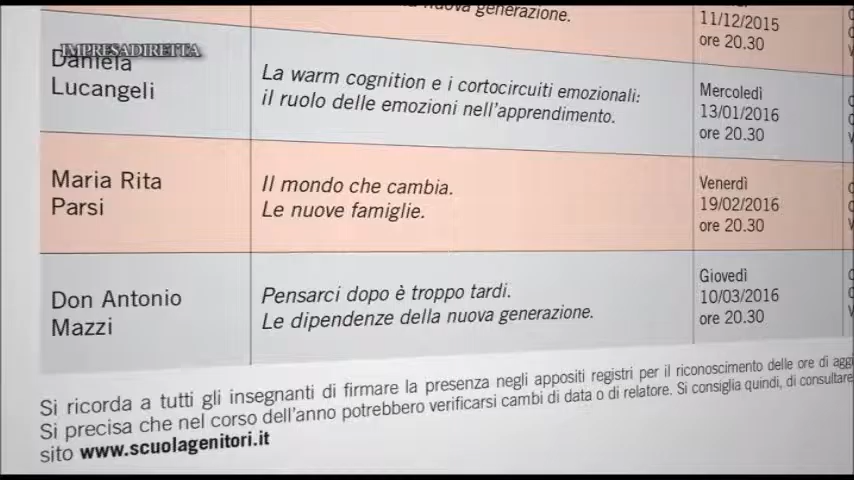 nuova generazione.
11/12/2015
ore 20.30
IMPRESADIRETTA
Daniela
Lucangeli
La warm cognition e i cortocircuiti emozionali:
il ruolo delle emozioni nell'apprendimento.
Mercoledì
13/01/2016
ore 20.30
Maria Rita
Parsi
Il mondo che cambia.
Le nuove famiglie.
Venerdì
19/02/2016
ore 20.30
Don Antonio
Mazzi
Pensarci dopo è troppo tardi.
Le dipendenze della nuova generazione.
Giovedì
10/03/2016
ore 20.30
Si ricorda a tutti gli insegnanti di firmare la presenza negli appositi registri per il riconoscimento delle ore di
Si precisa che nel corso dell'anno potrebbero verificarsi cambi di data o di relatore. Si consiglia quindi, di consultare
sito www.scuolagenitori.it